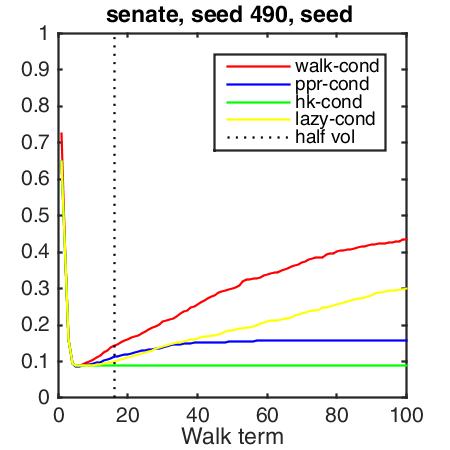 senate, seed 490, seed
1
0.9
0.8
0.7
0.6
0.5
0.4
0.3
0.2
0.1
0
walk-cond
ppr-cond
hk-cond
lazy-cond
half vol
0 20 40 60 80 100
Walk term